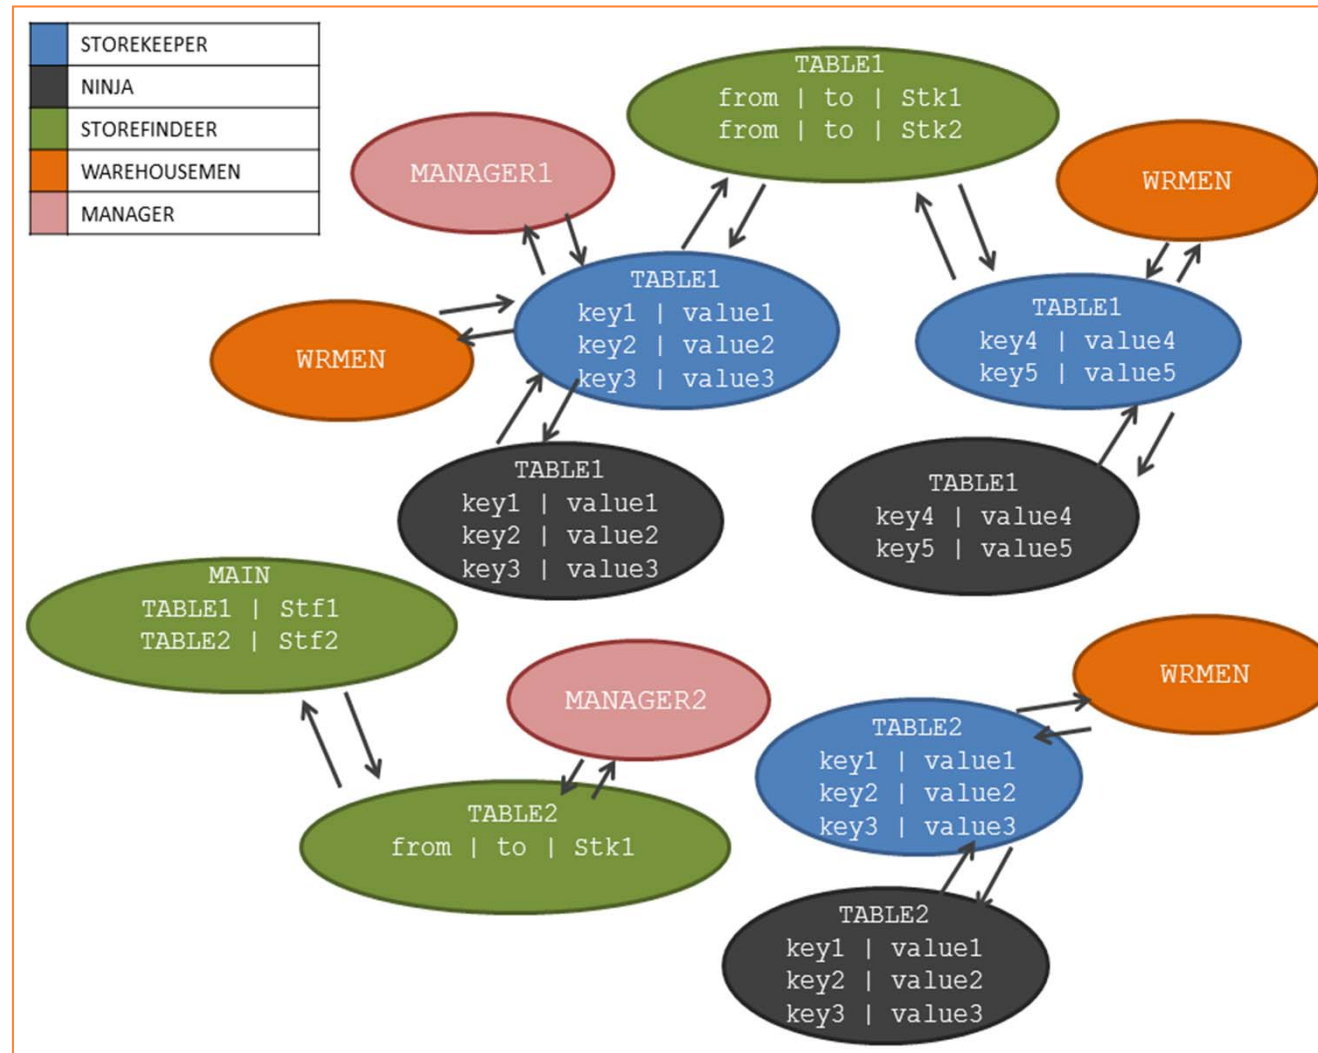 STOREKEEPER
NINJA
STOREFINDEER
WAREHOUSEMEN
MANAGER
TABLE1
from | to | Stk1
from | to | Stk2
MANAGER1
WRMEN
TABLE1
key1 | value1
key2 | value2
key3 | value3
TABLE1
key4 | value4
key5 | value5
WRMEN
TABLE1
key1 | value1
key2 | value2
key3 | value3
TABLE1
key4 | value4
key5 | value5
MAIN
TABLE1 | Stf1
TABLE2 | Stf2
MANAGER2
WRMEN
TABLE2
key1 | value1
key2 | value2
key3 | value3
TABLE2
from | to | Stk1
TABLE2
key1 | value1
key2 | value2
key3 | value3